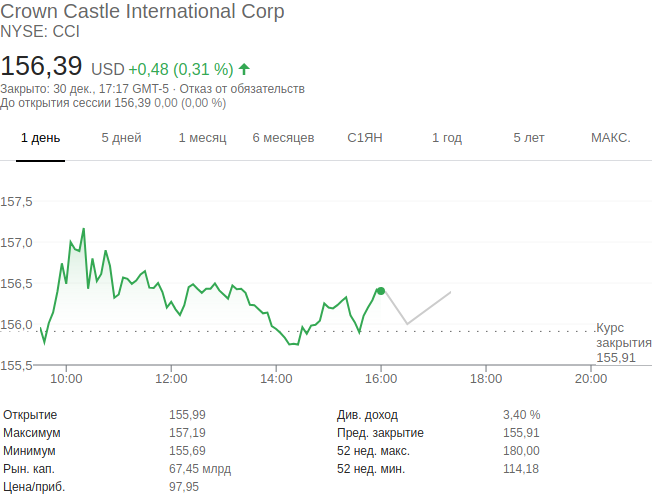 Crown Castle International Corp
NYSE: CCI
156,39 USD +0,48 (0,31 %)
Закрыто: 30 дек., 17:17 GMT-5 · Отказ от обязательств
До открытия сессии 156,39 0,00 (0,00 %)
1 день 5 дней 1 месяц 6 месяцев С1ЯН 1 год 5 лет МАКС.
157,5
157,0
156,5
156,0
Курс
закрытия
155,91
155,5
10:00 12:00 14:00 16:00 18:00 20:00
Открытие 155,99 Див. доход 3,40 %
Максимум 157,19 Пред. закрытие 155,91
Минимум 155,69 52 нед. макс. 180,00
Рын. кап. 67,45 млрд 52 нед. мин. 114,18
Цена/приб. 97,95